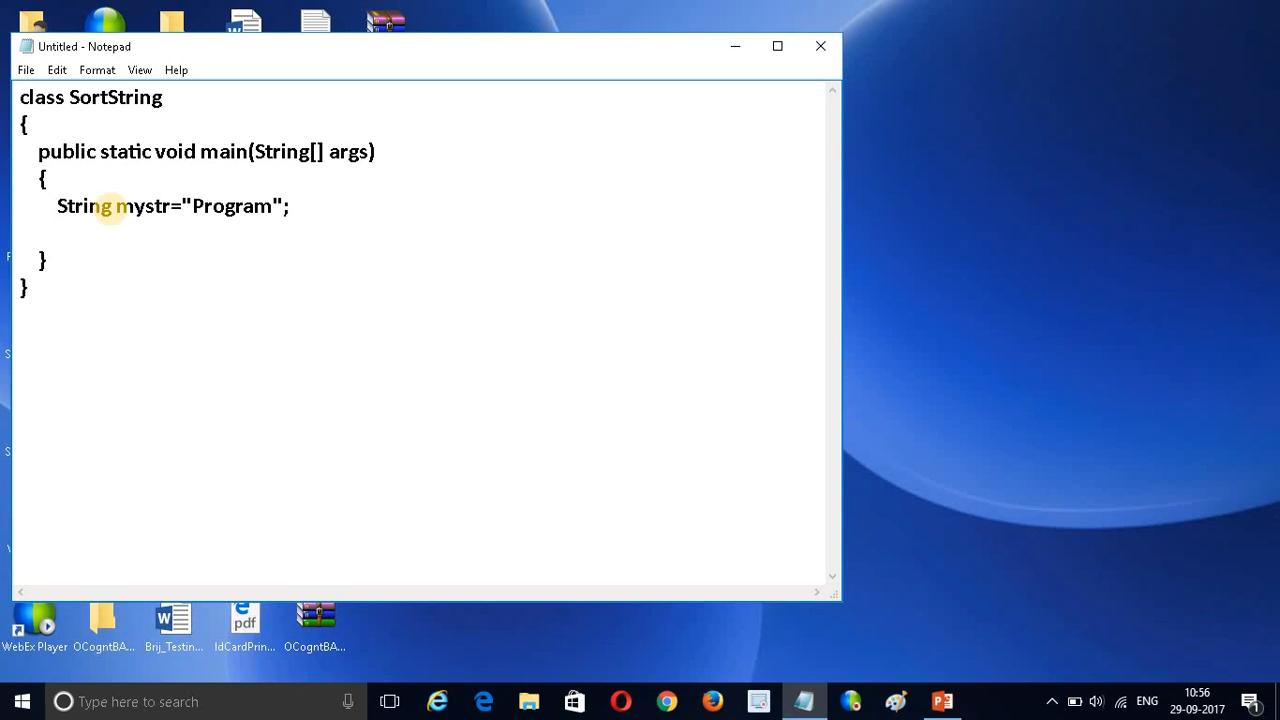 Untitled - Notepad
File Edit Format View Help
class SortString
{
public static void main(String[] args)
{
String mystr="Program";
}
}
WebEx Player OCogntBA... Brij_Testin... IdCardPrin... OCogntBA...
Type here to search
ENG
10:56
29-09-2017